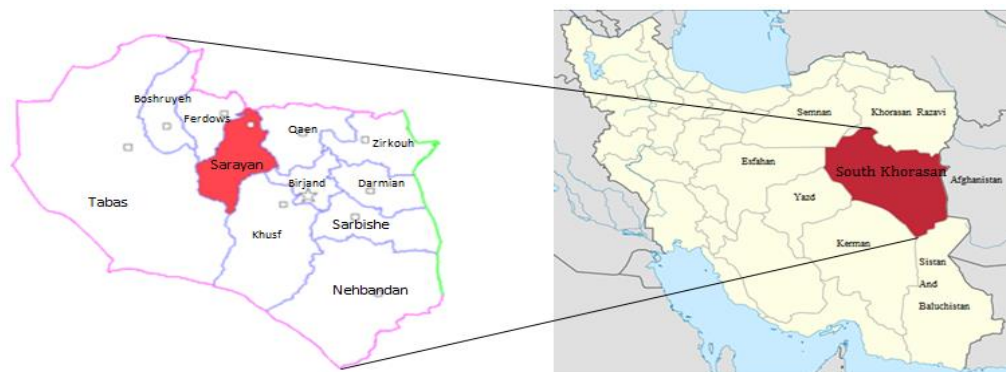 Boshruyeh
Ferdows
Qaen
Zirkouh
Sarayan
Birjand
Darmian
Tabas
Khusf
Sarbishe
Nehbandan
Semnan
Khorasan Razavi
Esfahan
South Khorasan
Afghanistan
Yazd
Kerman
Sistan
And
Baluchistan